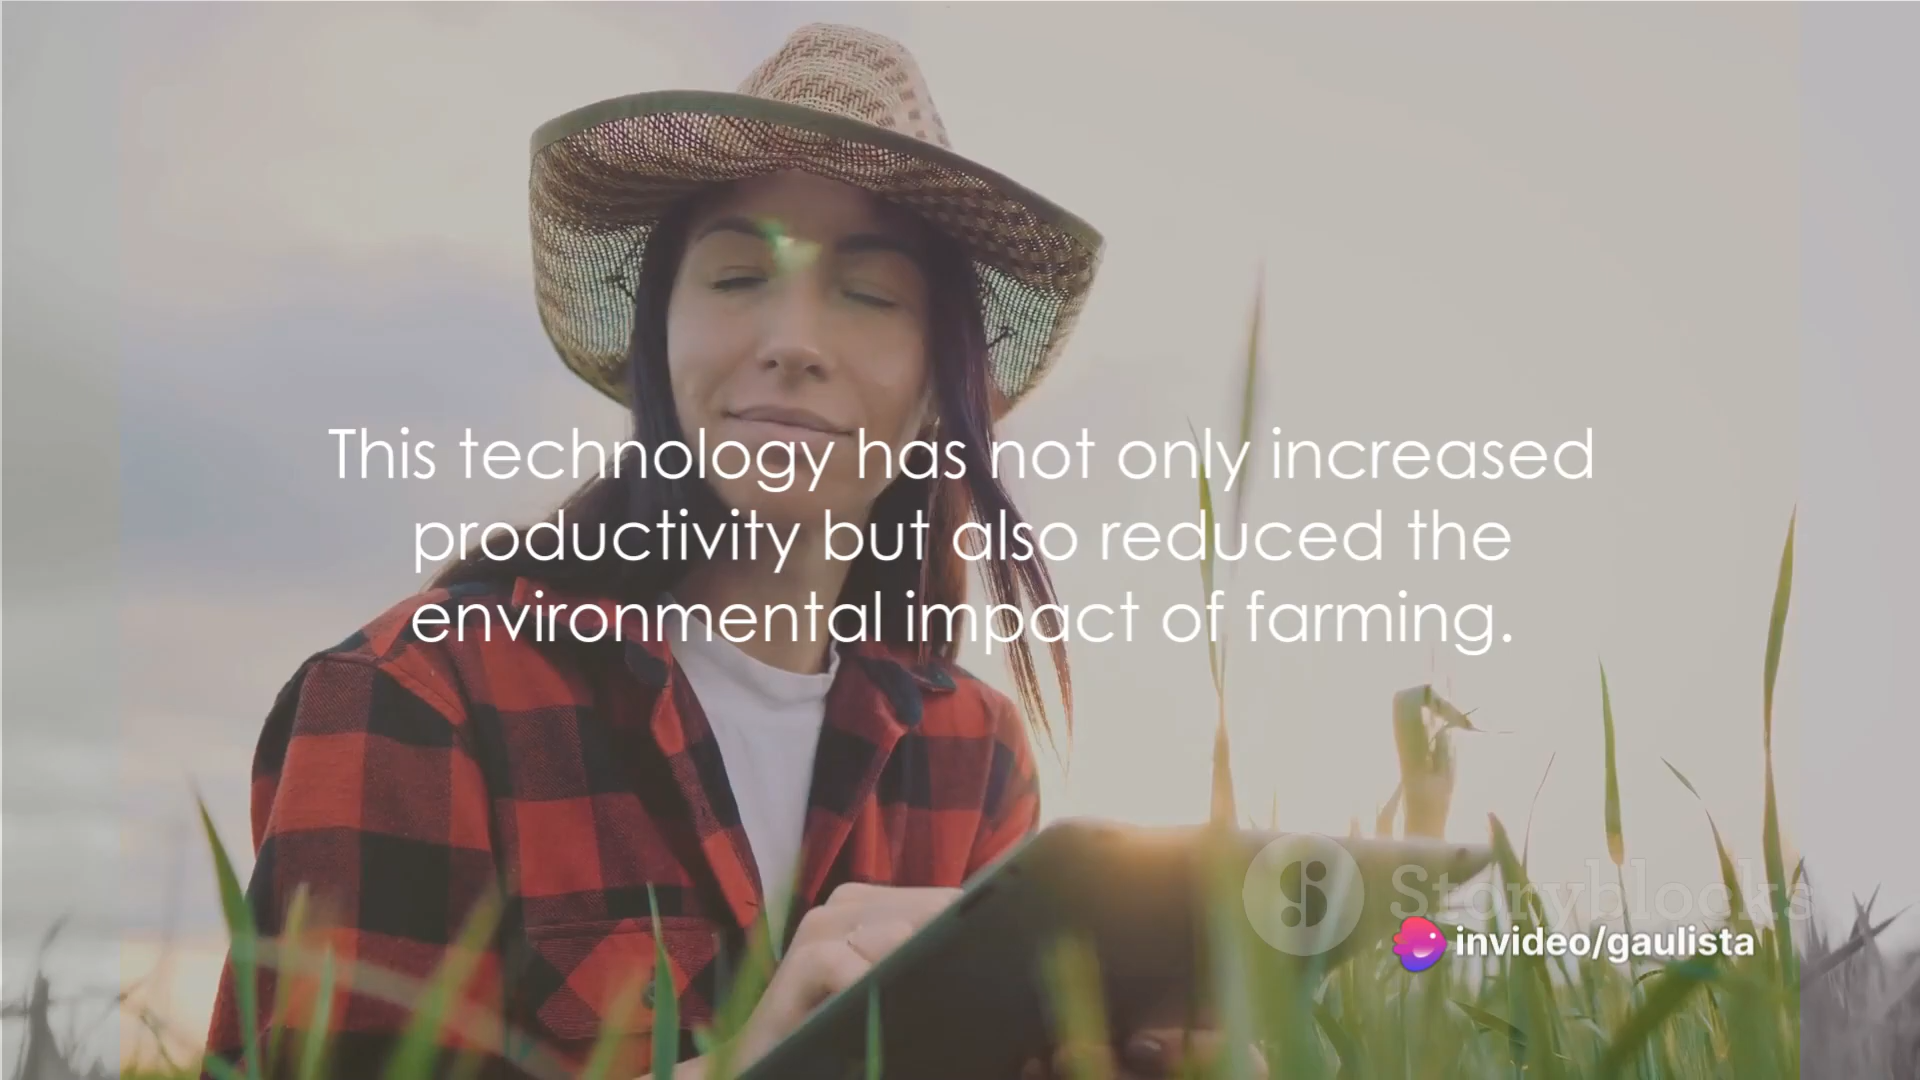 This technology has not only increased
productivity but also reduced the
environmental impact of farming.
Storyblocks
invideo/gaulista